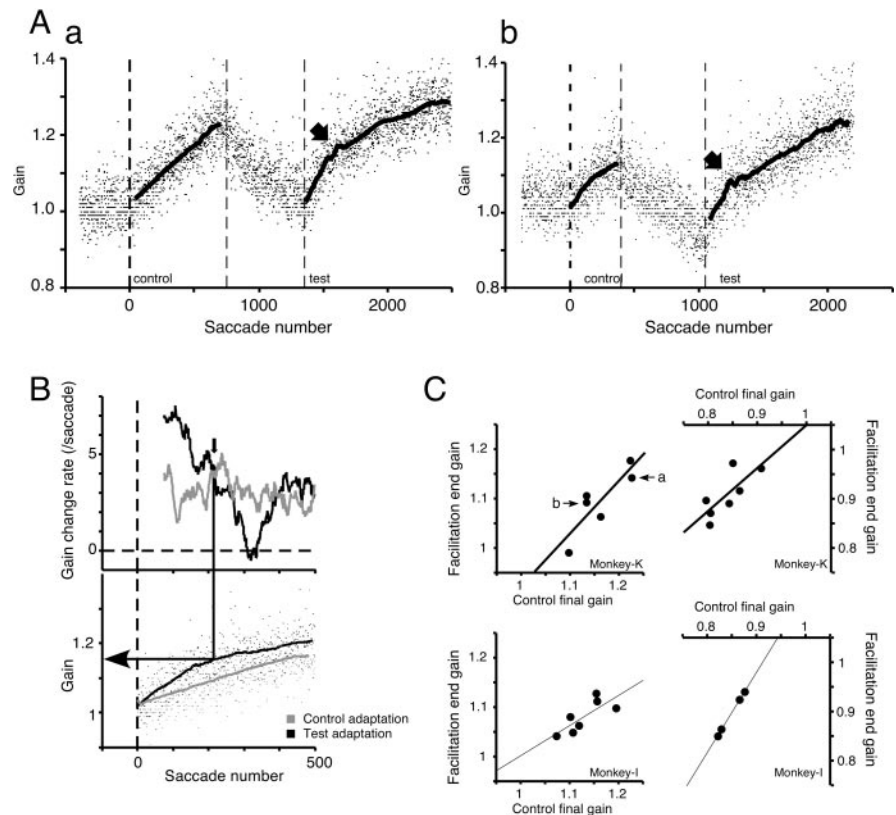 A
a
1.4
1.2
1.0
0.8
Gain
control
test
0
1000
2000
Saccade number
b
1.4
1.2
1.0
0.8
Gain
control
test
0
1000
2000
Saccade number
B
Gain change rate (/saccade)
5
0
Gain
1.2
1
Control adaptation
Test adaptation
0
500
Saccade number
C
Facilitation end gain
1.2
1.1
1
a
b
Monkey-K
1
1.1
1.2
Control final gain
Control final gain
0.8
0.9
1
1
0.9
0.8
Facilitation end gain
Monkey-K
Facilitation end gain
1.2
1.1
1
Monkey-I
1
1.1
1.2
Control final gain
Control final gain
0.8
0.9
1
1
0.9
0.8
Facilitation end gain
Monkey-I